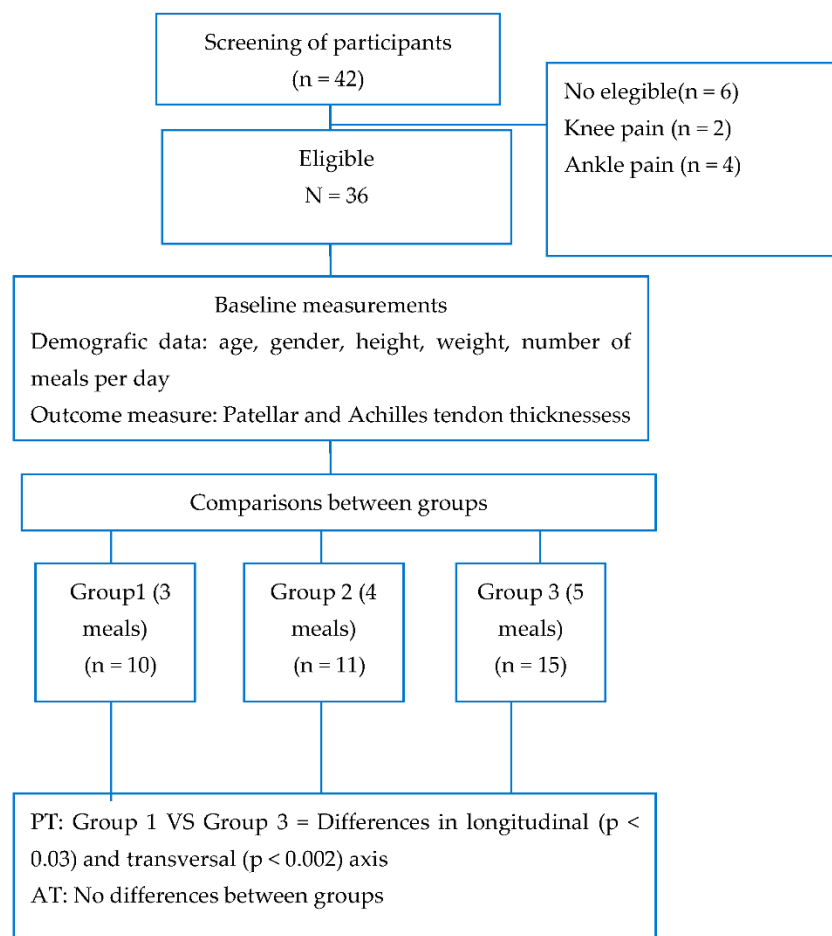 Screening of participants
(n = 42)
No elegible(n = 6)
Knee pain (n = 2)
Ankle pain (n = 4)
Eligible
N = 36
Baseline measurements
Demografic data: age, gender, height, weight, number of
meals per day
Outcome measure: Patellar and Achilles tendon thicknessess
Comparisons between groups
Group1 (3
meals)
(n = 10)
Group 2 (4
meals)
(n = 11)
Group 3 (5
meals)
(n = 15)
PT: Group 1 VS Group 3 = Differences in longitudinal (p <
0.03) and transversal (p < 0.002) axis
AT: No differences between groups